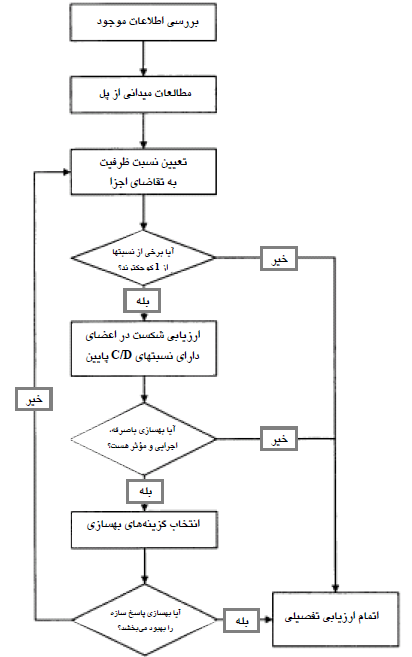 بررسی اطلاعات موجود
مطالعات میدانی از پل
تعیین نسبت ظرفیت
به تقاضای اجزا
آیا برخی از نسبتها
از 1 کوچکترند؟
خیر
بله
ارزیابی شکست در اعضای
دارای نسبتهای C/D پایین
خیر
آیا بهسازی باصرفه،
اجرایی و مؤثر هست؟
خیر
بله
انتخاب گزینه‌های بهسازی
آیا بهسازی پاسخ سازه
را بهبود می‌بخشد؟
بله
اتمام ارزیابی تفصیلی